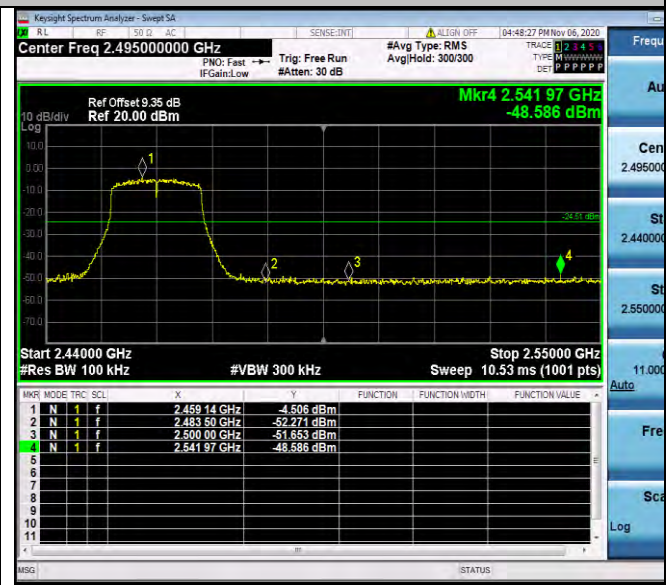 Keysight Spectrum Analyzer - Swept SA
RL RF 50 Ω AC SENSE:INT ALIGN OFF 04:48:27 PM Nov 06, 2020
Center Freq 2.495000000 GHz
PNO: Fast
IFGain:Low
Trig: Free Run
#Atten: 30 dB
#Avg Type: RMS
Avg|Hold: 300/300
TRACE 1 2 3 4 5 6
TYPE M W W W W W
DET P P P P P P
Ref Offset 9.35 dB
10 dB/div Ref 20.00 dBm
Log
Mkr4 2.541 97 GHz
-48.586 dBm
10.0
0.00
-10.0
-20.0
-30.0
-40.0
-50.0
-60.0
-70.0
1
2
3
4
-24.51 dBm
Start 2.44000 GHz Stop 2.55000 GHz
#Res BW 100 kHz #VBW 300 kHz Sweep 10.53 ms (1001 pts)
MKR MODE TRC SCL X Y FUNCTION FUNCTION WIDTH FUNCTION VALUE
1 N 1 f 2.459 14 GHz -4.506 dBm
2 N 1 f 2.483 50 GHz -52.271 dBm
3 N 1 f 2.500 00 GHz -51.653 dBm
4 N 1 f 2.541 97 GHz -48.586 dBm
5
6
7
8
9
10
11
MSG STATUS
Frequ
Au
Cen
2.495000
St
2.440000
St
2.550000
11.000
Auto
Fre
Sca
Log